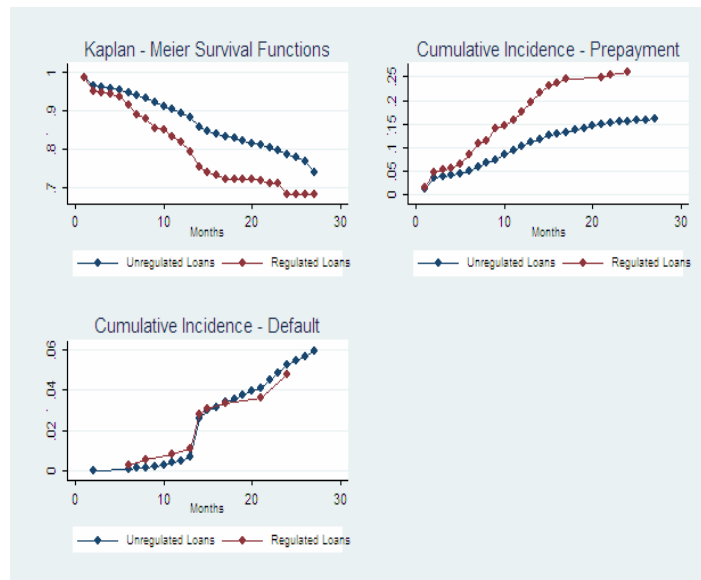 Kaplan - Meier Survival Functions
1
.9
.8
.7
0 10 20 30
Months
Unregulated Loans Regulated Loans
Cumulative Incidence - Prepayment
.25
.2
.15
.1
.05
0
0 10 20 30
Months
Unregulated Loans Regulated Loans
Cumulative Incidence - Default
.06
.04
.02
0
0 10 20 30
Months
Unregulated Loans Regulated Loans